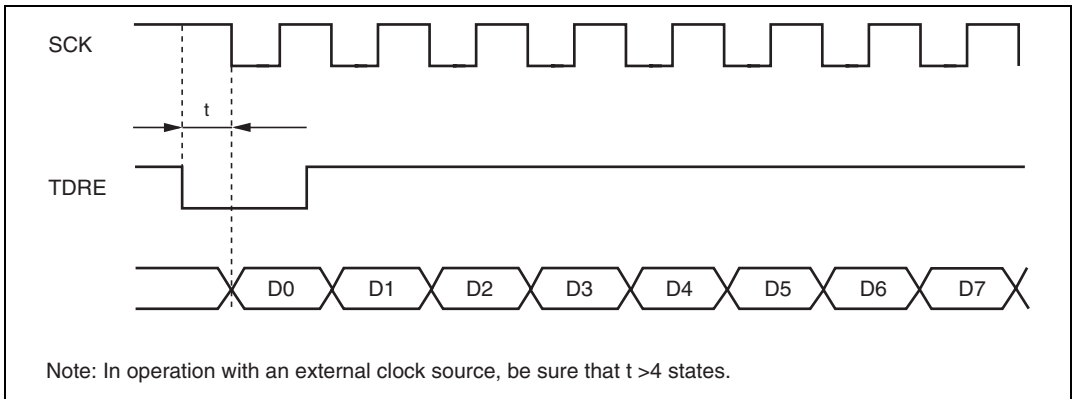 SCK
t
TDRE
D0 D1 D2 D3 D4 D5 D6 D7
Note: In operation with an external clock source, be sure that t >4 states.